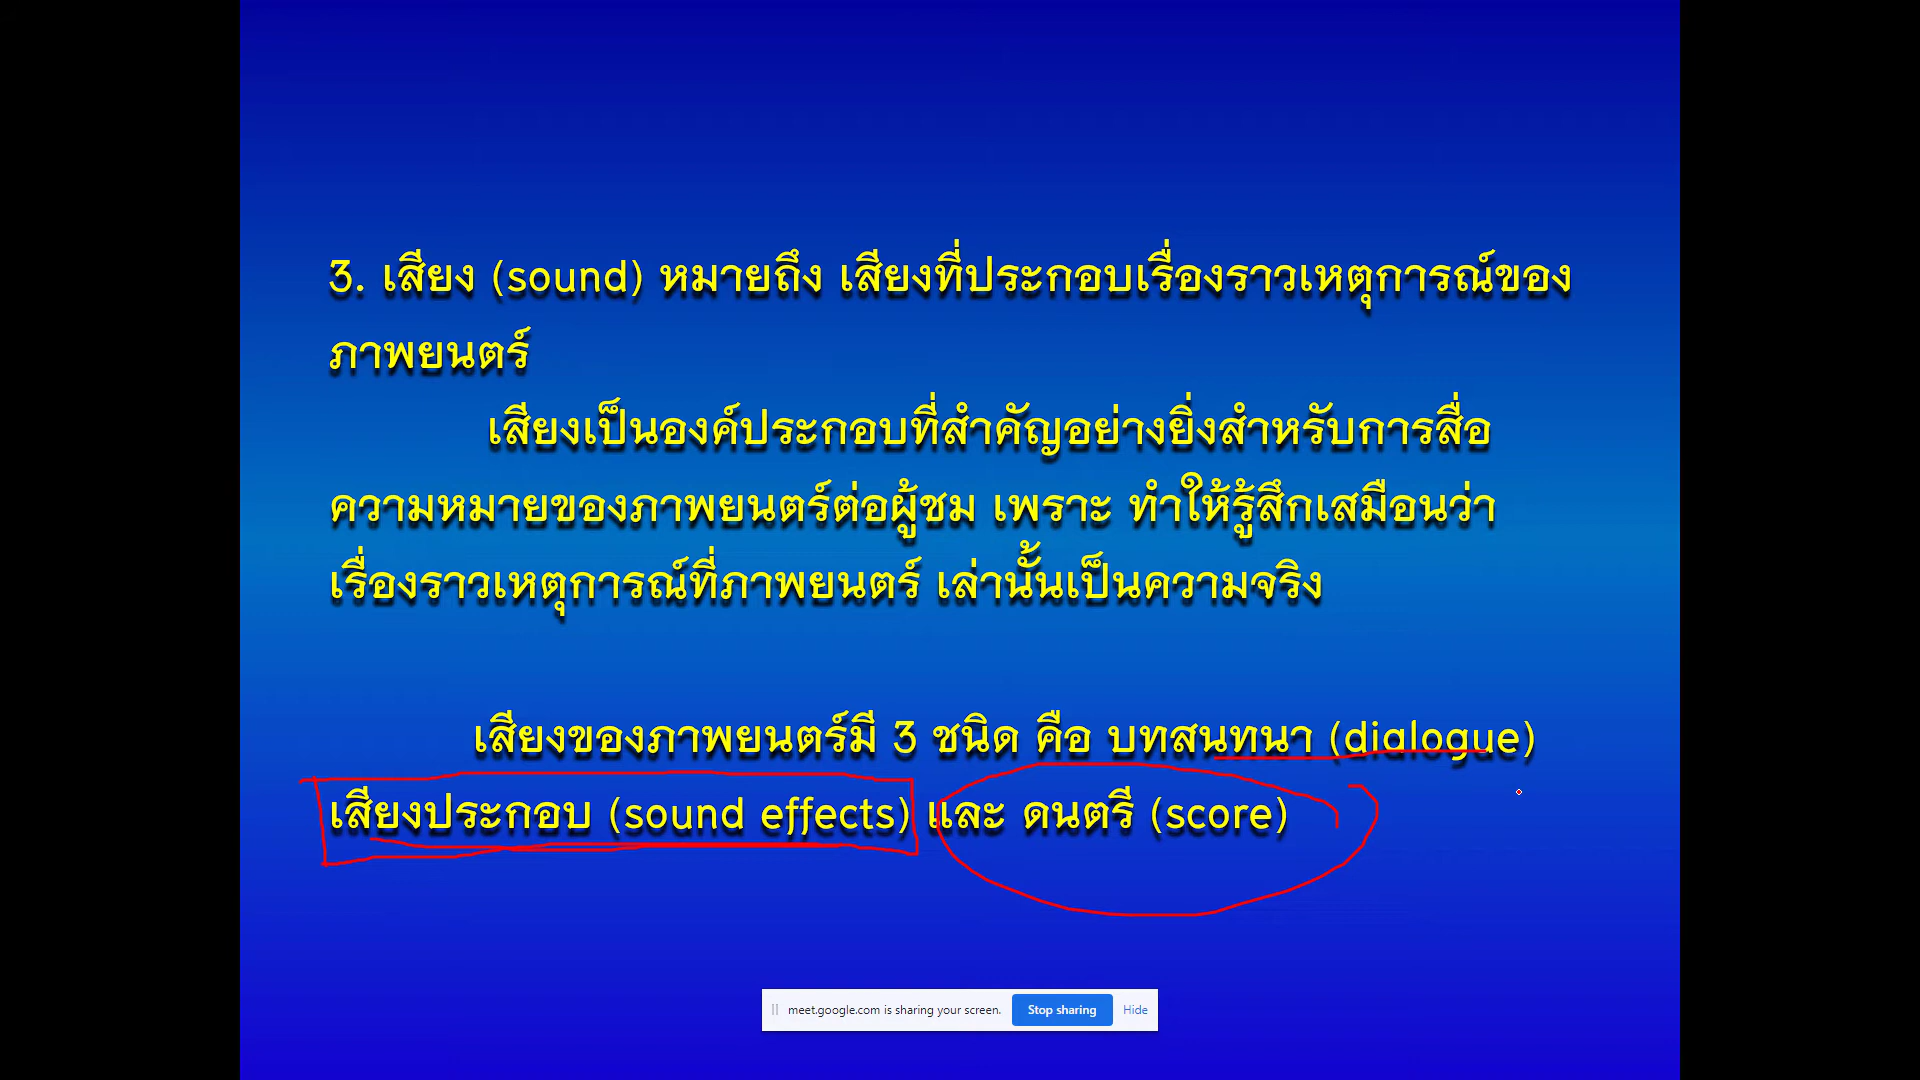 3. เสียง (sound) หมายถึง เสียงที่ประกอบเรื่องราวเหตุการณ์ของ
ภาพยนตร์
เสียงเป็นองค์ประกอบที่สำคัญอย่างยิ่งสำหรับการสื่อ
ความหมายของภาพยนตร์ต่อผู้ชม เพราะ ทำให้รู้สึกเสมือนว่า
เรื่องราวเหตุการณ์ที่ภาพยนตร์ เล่านั้นเป็นความจริง
เสียงของภาพยนตร์มี 3 ชนิด คือ บทสนทนา (dialogue)
เสียงประกอบ (sound effects) และ ดนตรี (score)
meet.google.com is sharing your screen. Stop sharing Hide